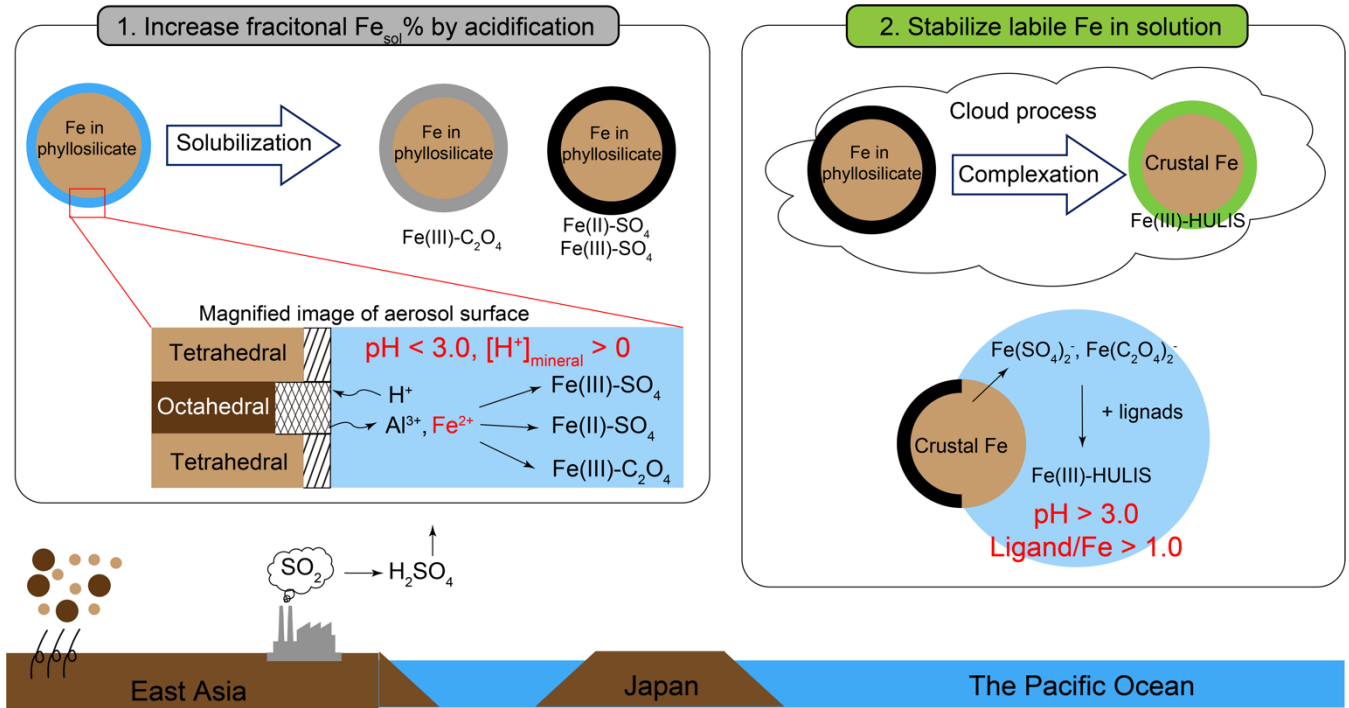 1. Increase fracitonal Fe_sol% by acidification
Fe in
phyllosilicate
Solubilization
Fe in
phyllosilicate
Fe(III)-C₂O₄
Fe in
phyllosilicate
Fe(II)-SO₄
Fe(III)-SO₄
Magnified image of aerosol surface
Tetrahedral
Octahedral
Tetrahedral
pH < 3.0, [H⁺]_mineral > 0
H⁺
Al³⁺, Fe²⁺
Fe(III)-SO₄
Fe(II)-SO₄
Fe(III)-C₂O₄
2. Stabilize labile Fe in solution
Cloud process
Fe in
phyllosilicate
Complexation
Crustal Fe
Fe(III)-HULIS
Fe(SO₄)₂⁻, Fe(C₂O₄)₂⁻
+ lignads
Crustal Fe
Fe(III)-HULIS
pH > 3.0
Ligand/Fe > 1.0
SO₂
H₂SO₄
East Asia
Japan
The Pacific Ocean